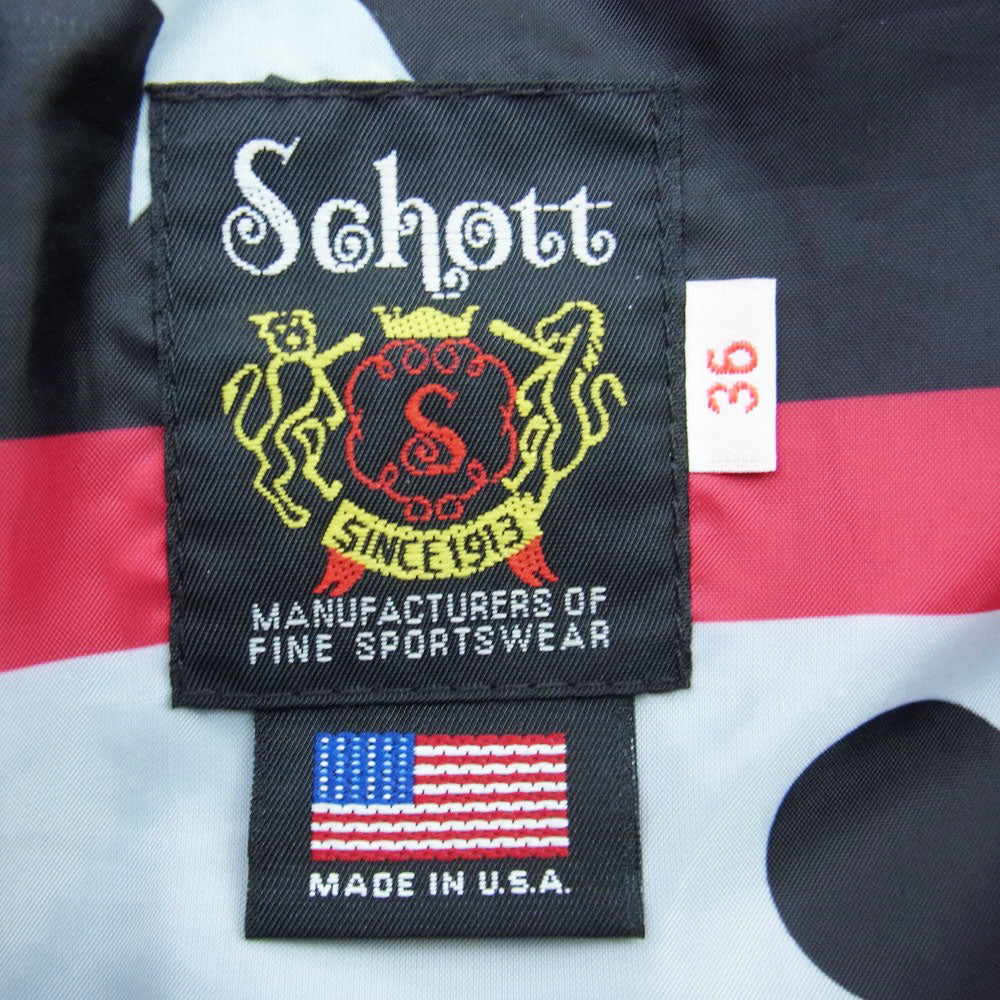 Schott
36
S
SINCE 1913
MANUFACTURERS OF
FINE SPORTSWEAR
MADE IN U.S.A.